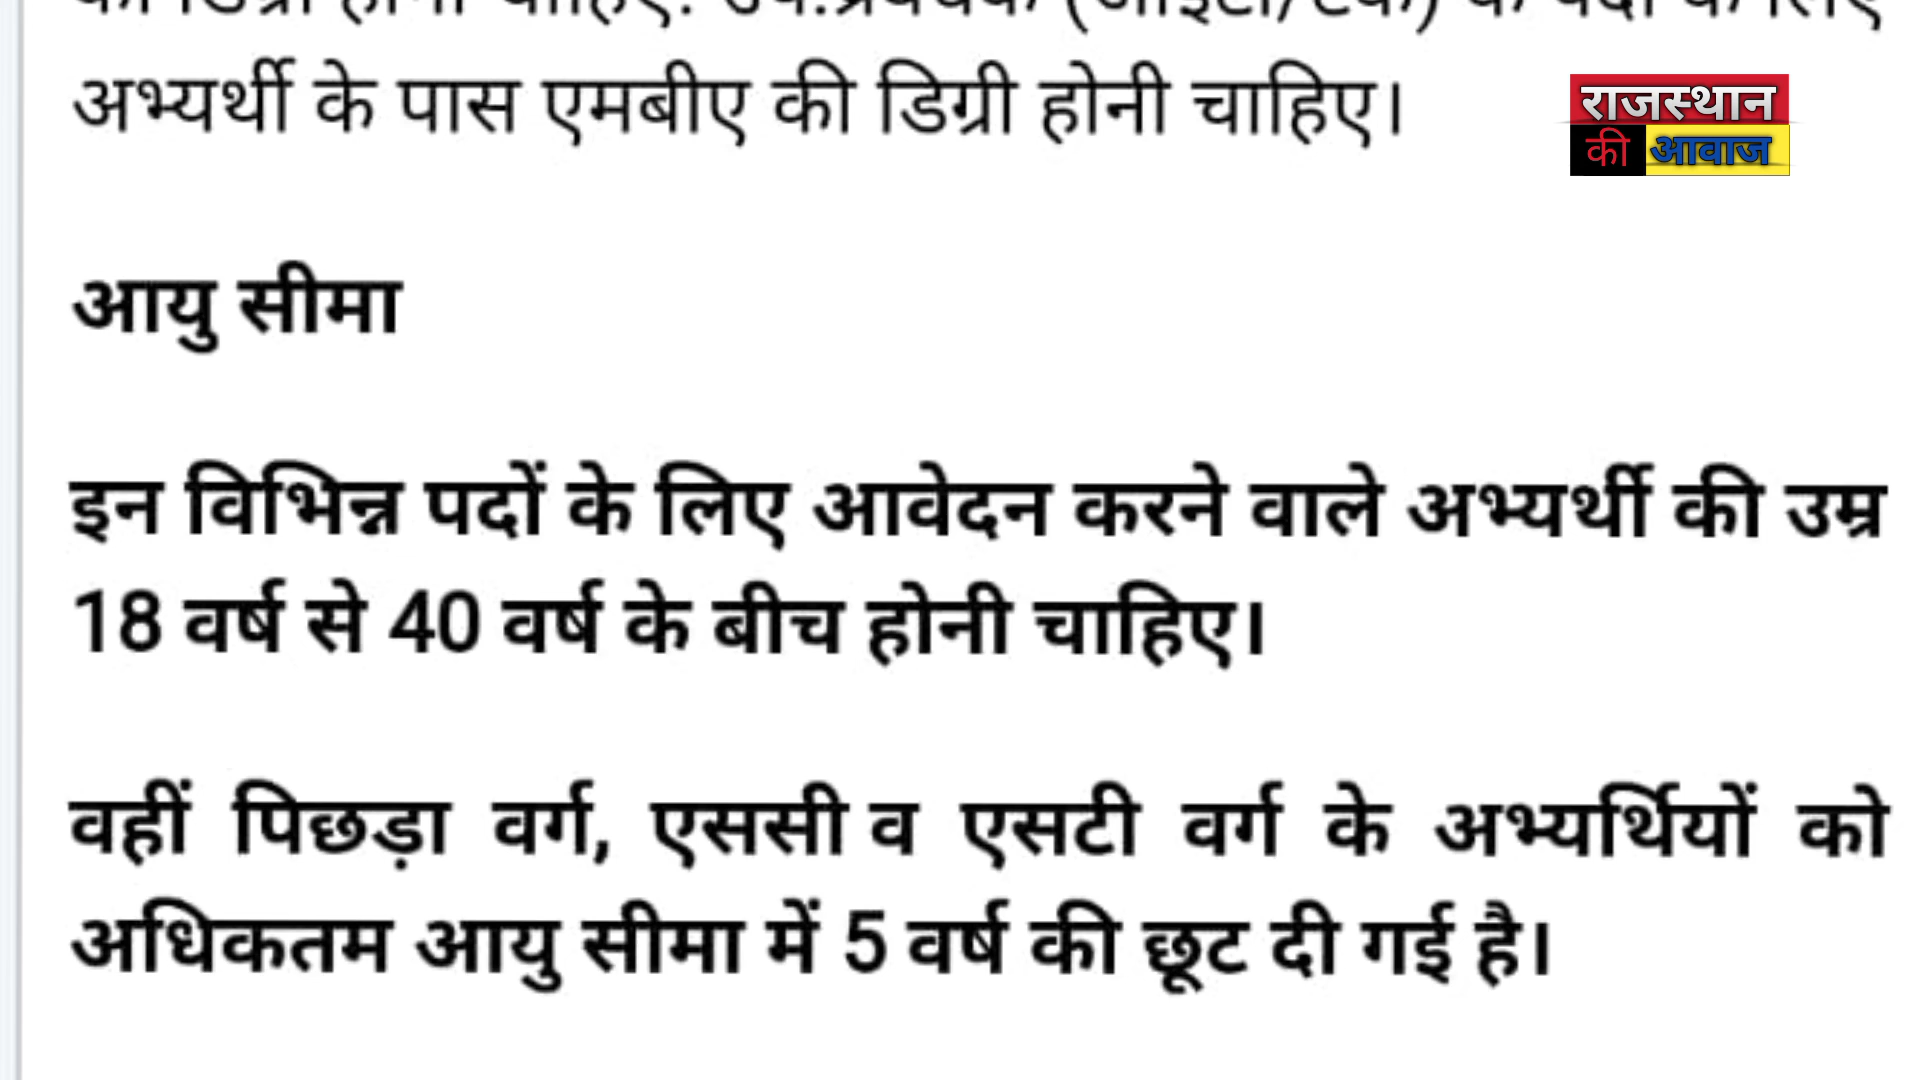 अभ्यर्थी के पास एमबीए की डिग्री होनी चाहिए।
राजस्थान
की आवाज
आयु सीमा
इन विभिन्न पदों के लिए आवेदन करने वाले अभ्यर्थी की उम्र
18 वर्ष से 40 वर्ष के बीच होनी चाहिए।
वहीं पिछड़ा वर्ग, एससी व एसटी वर्ग के अभ्यर्थियों को
अधिकतम आयु सीमा में 5 वर्ष की छूट दी गई है।